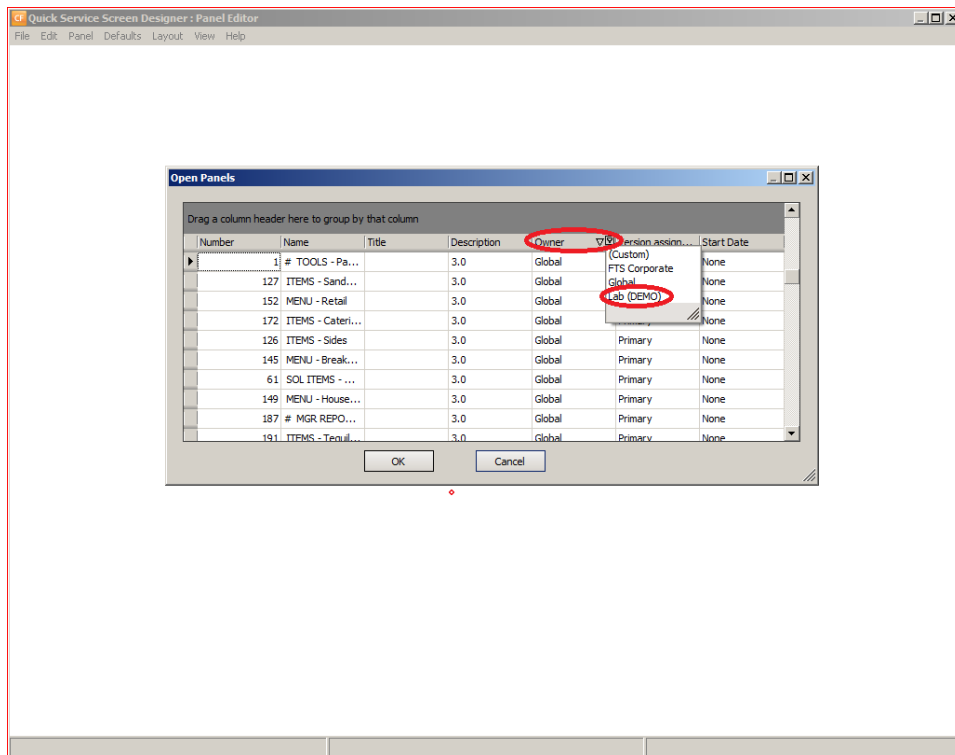 CF Quick Service Screen Designer : Panel Editor
File Edit Panel Defaults Layout View Help
Open Panels
Drag a column header here to group by that column
Number Name Title Description Owner Version assign... Start Date
1 # TOOLS - Pa... 3.0 Global None
127 ITEMS - Sand... 3.0 Global None
152 MENU - Retail 3.0 Global None
172 ITEMS - Cateri... 3.0 Global Primary None
126 ITEMS - Sides 3.0 Global Primary None
145 MENU - Break... 3.0 Global Primary None
61 SOL ITEMS - ... 3.0 Global Primary None
149 MENU - House... 3.0 Global Primary None
187 # MGR REPO... 3.0 Global Primary None
191 ITEMS - Tequil... 3.0 Global Primary None
(Custom)
FTS Corporate
Global
Lab (DEMO)
OK Cancel